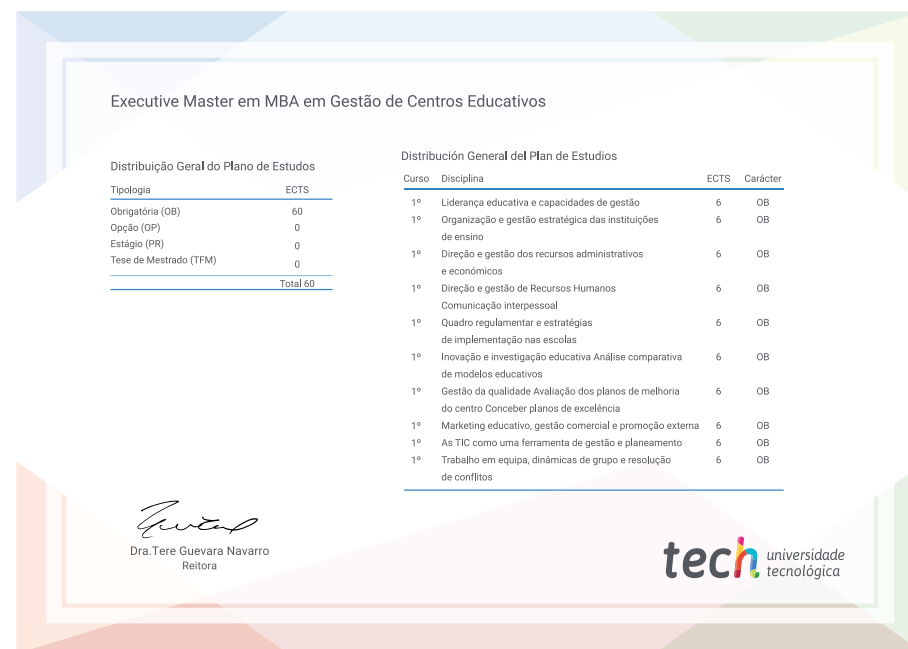 Executive Master em MBA em Gestão de Centros Educativos
Distribuição Geral do Plano de Estudos
Tipologia ECTS
Obrigatória (OB) 60
Opção (OP) 0
Estágio (PR) 0
Tese de Mestrado (TFM) 0
Total 60
Distribución General del Plan de Estudios
Curso Disciplina ECTS Carácter
1º Liderança educativa e capacidades de gestão 6 OB
1º Organização e gestão estratégica das instituições 6 OB
de ensino
1º Direção e gestão dos recursos administrativos 6 OB
e económicos
1º Direção e gestão de Recursos Humanos 6 OB
Comunicação interpessoal
1º Quadro regulamentar e estratégias 6 OB
de implementação nas escolas
1º Inovação e investigação educativa Análise comparativa 6 OB
de modelos educativos
1º Gestão da qualidade Avaliação dos planos de melhoria 6 OB
do centro Conceber planos de excelência
1º Marketing educativo, gestão comercial e promoção externa 6 OB
1º As TIC como uma ferramenta de gestão e planeamento 6 OB
1º Trabalho em equipa, dinâmicas de grupo e resolução 6 OB
de conflitos
Dra.Tere Guevara Navarro
Reitora
tech universidade
tecnológica